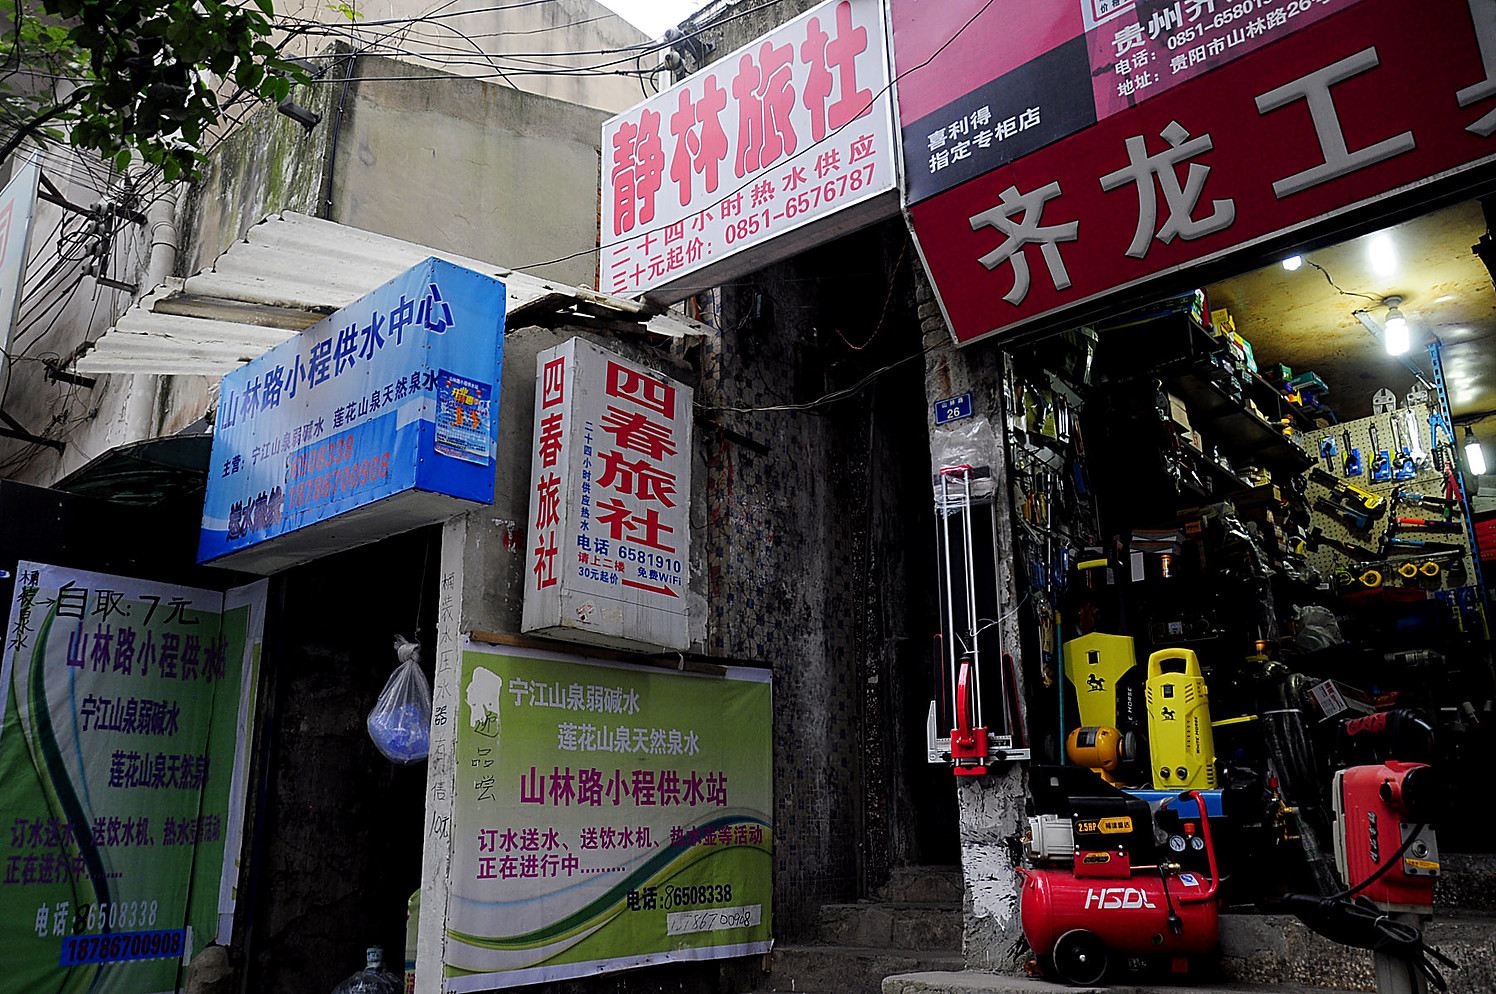 静林旅社
二十四小时热水供应
三十元起价：0851-6576787
贵州齐
电话：0851-65801
地址：贵阳市山林路26
喜利得
指定专柜店
齐龙工
山林路小程供水中心
主营：宁江山泉弱碱水 莲花山泉天然泉水
6508338
18786700908
四春旅社
四春旅社
二十四小时供应热水
电话 6581910
请上二楼 免费WiFi
30元起价
26
自取:7元
山林路小程供水站
宁江山泉弱碱水
莲花山泉天然泉
订水送水、送饮水机、热水壶等活动
正在进行中........
电话:86508338
18786700908
宁江山泉弱碱水
莲花山泉天然泉水
山林路小程供水站
订水送水、送饮水机、热水壶等活动
正在进行中.........
电话:86508338
18786700908
2.5HP
HSDL